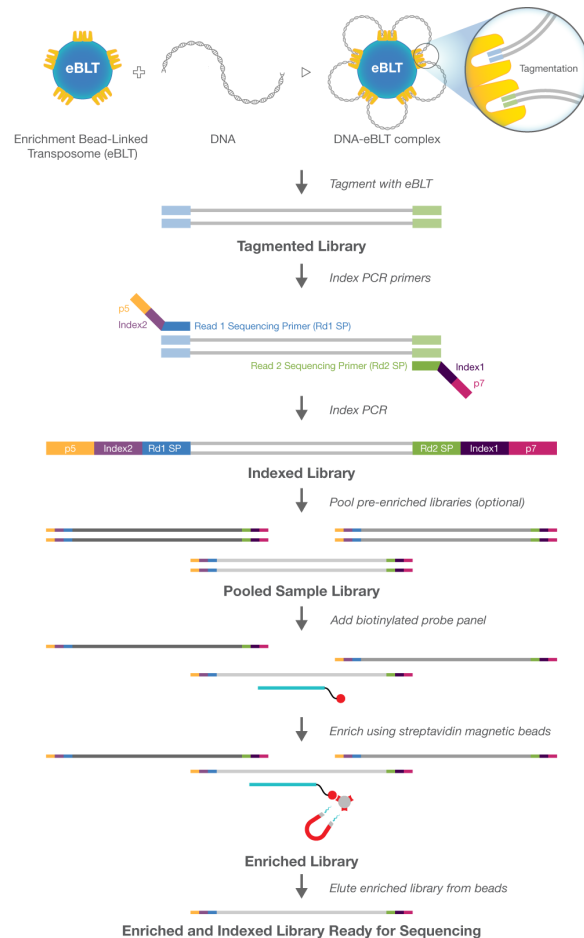 eBLT
eBLT
Tagmentation
Enrichment Bead-Linked
Transposome (eBLT)
DNA
DNA-eBLT complex
Tagment with eBLT
Tagmented Library
Index PCR primers
p5
Index2
Read 1 Sequencing Primer (Rd1 SP)
Read 2 Sequencing Primer (Rd2 SP)
Index1
p7
Index PCR
p5 Index2 Rd1 SP Rd2 SP Index1 p7
Indexed Library
Pool pre-enriched libraries (optional)
Pooled Sample Library
Add biotinylated probe panel
Enrich using streptavidin magnetic beads
Enriched Library
Elute enriched library from beads
Enriched and Indexed Library Ready for Sequencing